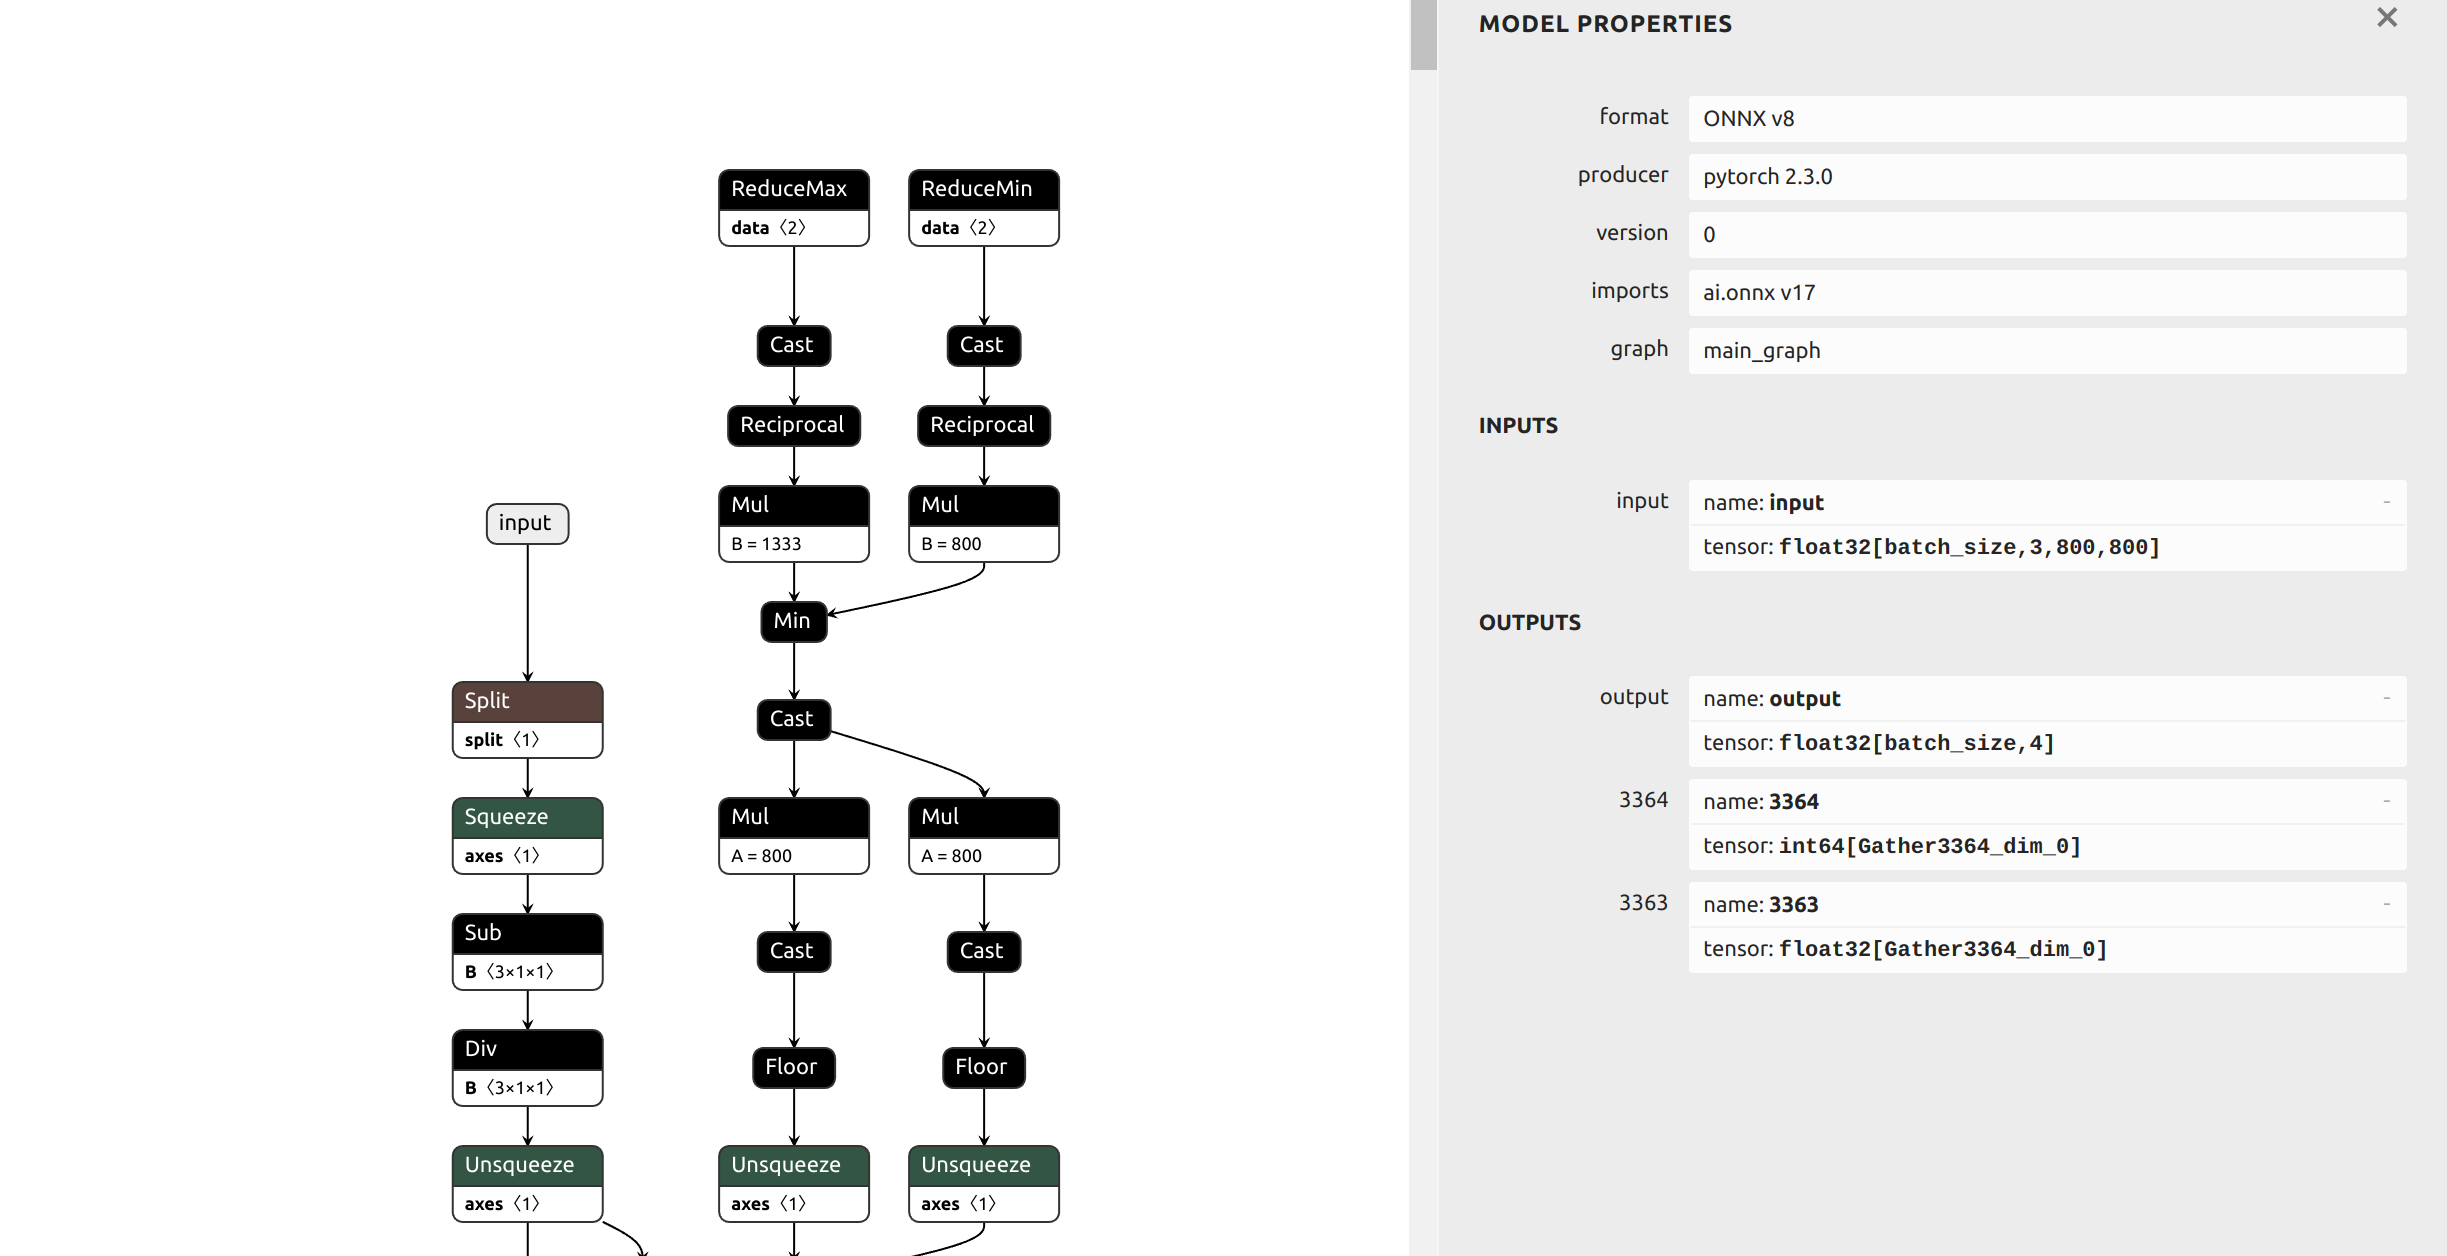 ReduceMax
data 〈2〉
ReduceMin
data 〈2〉
Cast
Cast
Reciprocal
Reciprocal
Mul
B = 1333
Mul
B = 800
input
Min
Split
split 〈1〉
Cast
Squeeze
axes 〈1〉
Mul
A = 800
Mul
A = 800
Sub
B 〈3×1×1〉
Cast
Cast
Div
B 〈3×1×1〉
Floor
Floor
Unsqueeze
axes 〈1〉
Unsqueeze
axes 〈1〉
Unsqueeze
axes 〈1〉
MODEL PROPERTIES
format ONNX v8
producer pytorch 2.3.0
version 0
imports ai.onnx v17
graph main_graph
INPUTS
input name: input -
tensor: float32[batch_size,3,800,800]
OUTPUTS
output name: output -
tensor: float32[batch_size,4]
3364 name: 3364 -
tensor: int64[Gather3364_dim_0]
3363 name: 3363 -
tensor: float32[Gather3364_dim_0]